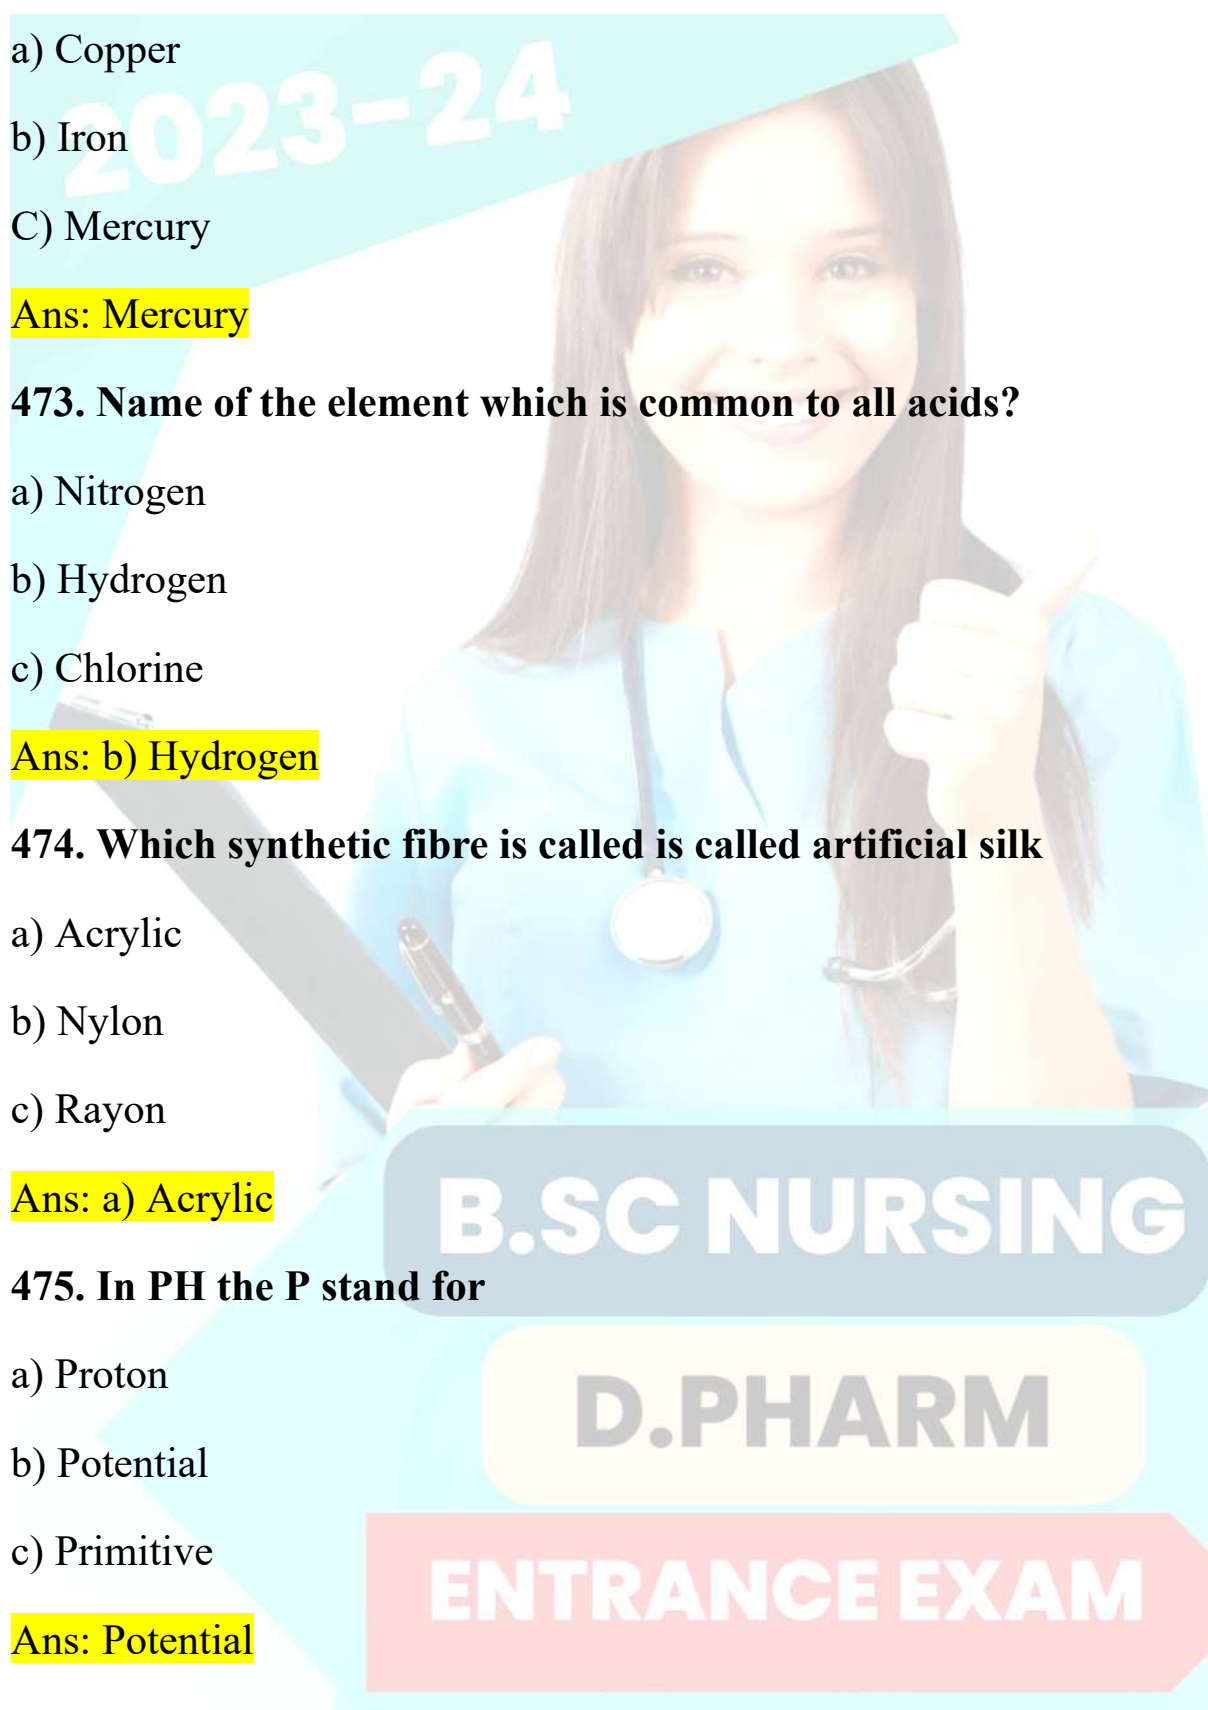 a) Copper
2023-24
b) Iron
C) Mercury
Ans: Mercury
473. Name of the element which is common to all acids?
a) Nitrogen
b) Hydrogen
c) Chlorine
Ans: b) Hydrogen
474. Which synthetic fibre is called is called artificial silk
a) Acrylic
b) Nylon
c) Rayon
Ans: a) Acrylic
B.SC NURSING
475. In PH the P stand for
a) Proton
D.PHARM
b) Potential
c) Primitive
ENTRANCE EXAM
Ans: Potential